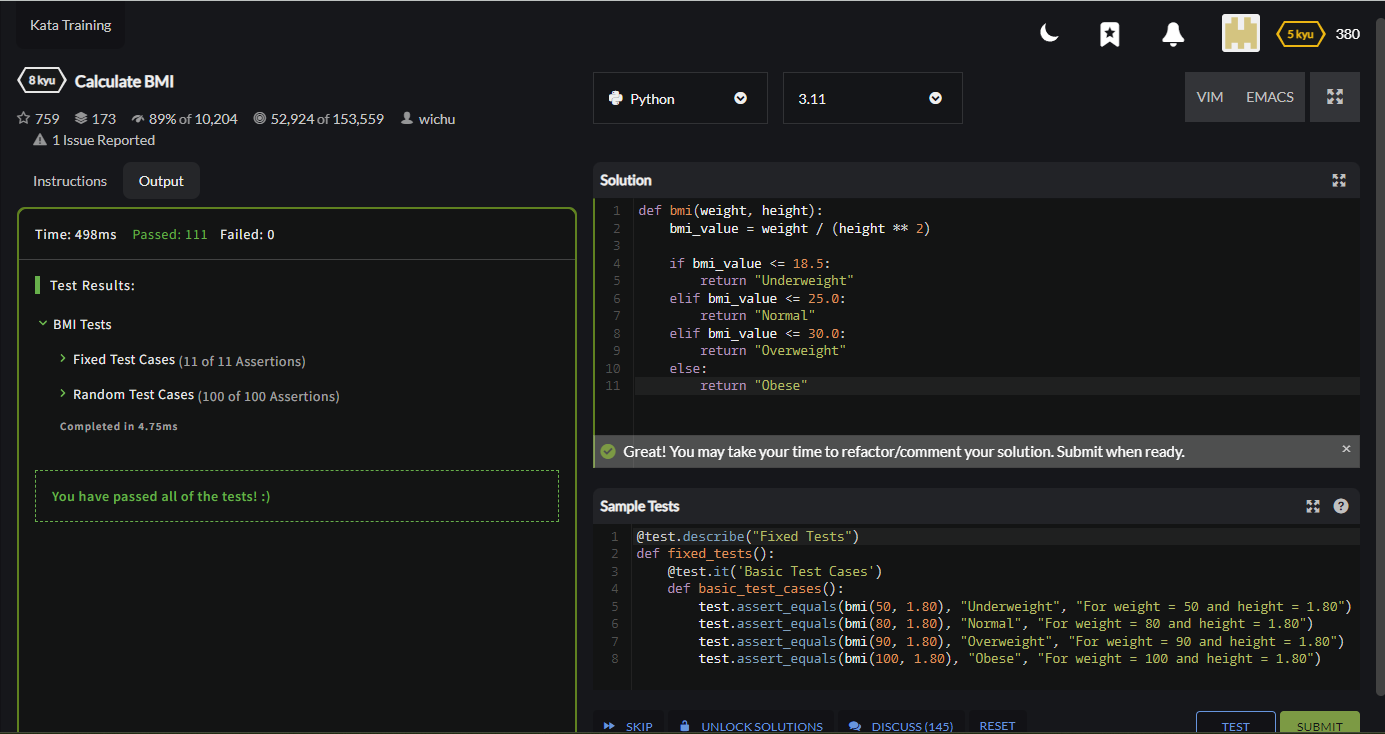 Kata Training
5 kyu 380
8 kyu Calculate BMI
759 173 89% of 10,204 52,924 of 153,559 wichu
1 Issue Reported
Instructions Output
Time: 498ms Passed: 111 Failed: 0
Test Results:
BMI Tests
Fixed Test Cases (11 of 11 Assertions)
Random Test Cases (100 of 100 Assertions)
Completed in 4.75ms
You have passed all of the tests! :)
Python 3.11 VIM EMACS
Solution
1 def bmi(weight, height):
2 bmi_value = weight / (height ** 2)
3
4 if bmi_value <= 18.5:
5 return "Underweight"
6 elif bmi_value <= 25.0:
7 return "Normal"
8 elif bmi_value <= 30.0:
9 return "Overweight"
10 else:
11 return "Obese"
Great! You may take your time to refactor/comment your solution. Submit when ready. ×
Sample Tests ?
1 @test.describe("Fixed Tests")
2 def fixed_tests():
3 @test.it('Basic Test Cases')
4 def basic_test_cases():
5 test.assert_equals(bmi(50, 1.80), "Underweight", "For weight = 50 and height = 1.80")
6 test.assert_equals(bmi(80, 1.80), "Normal", "For weight = 80 and height = 1.80")
7 test.assert_equals(bmi(90, 1.80), "Overweight", "For weight = 90 and height = 1.80")
8 test.assert_equals(bmi(100, 1.80), "Obese", "For weight = 100 and height = 1.80")
SKIP UNLOCK SOLUTIONS DISCUSS (145) RESET TEST SUBMIT